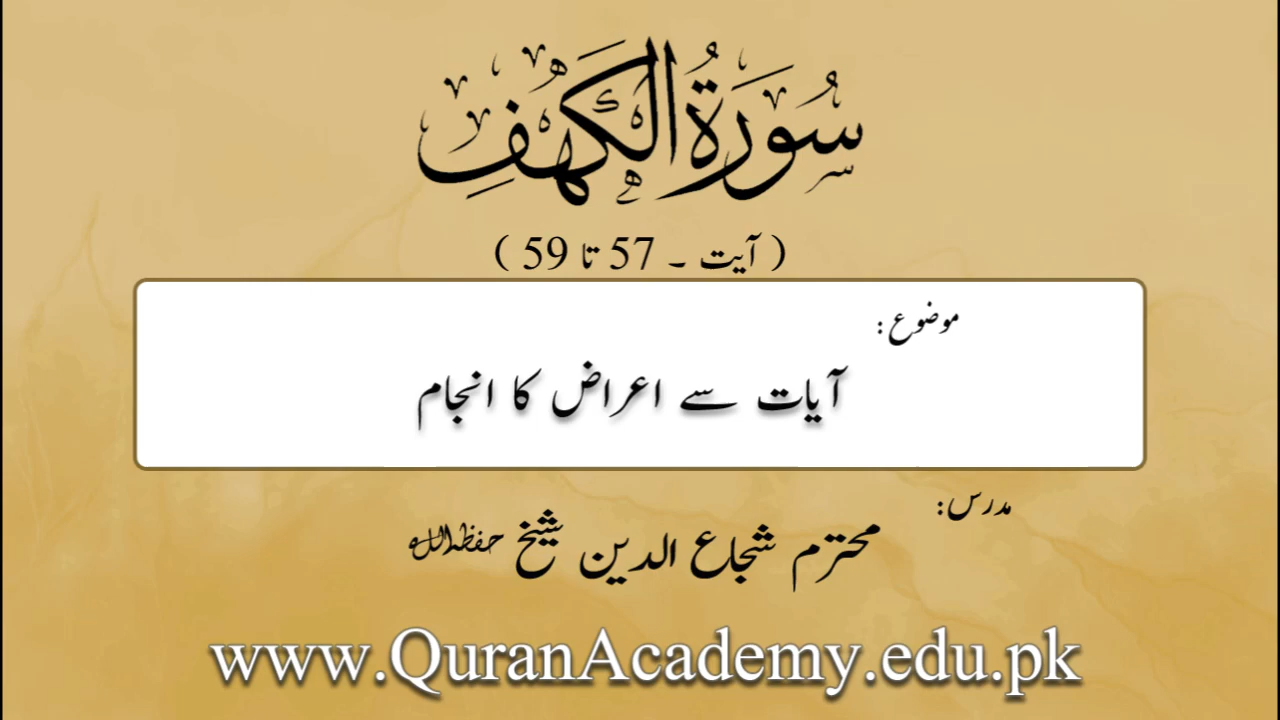 سُورَةُ الكَهْفِ
( آیت ۔ 57 تا 59 )
موضوع :
آیات سے اعراض کا انجام
مدرس :
محترم شجاع الدین شیخ حفظہ اللہ
www.QuranAcademy.edu.pk